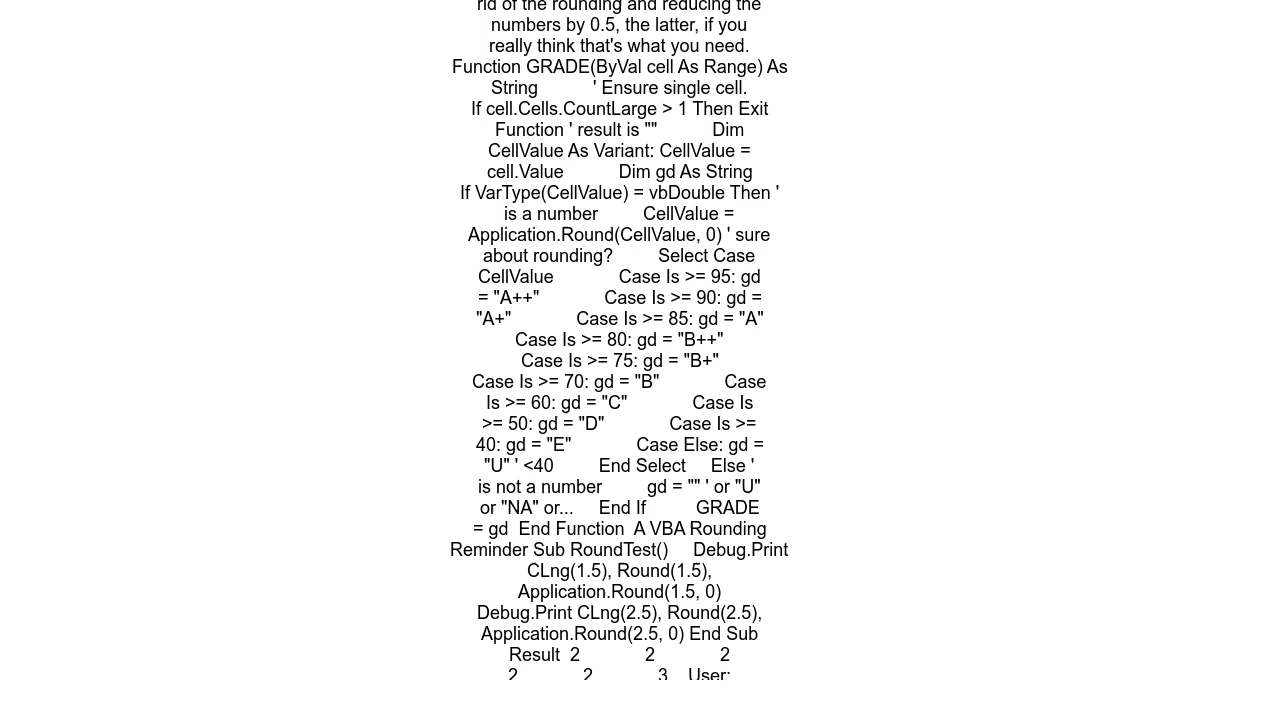 rid of the rounding and reducing the
numbers by 0.5, the latter, if you
really think that's what you need.
Function GRADE(ByVal cell As Range) As
String ' Ensure single cell.
If cell.Cells.CountLarge > 1 Then Exit
Function ' result is "" Dim
CellValue As Variant: CellValue =
cell.Value Dim gd As String
If VarType(CellValue) = vbDouble Then '
is a number CellValue =
Application.Round(CellValue, 0) ' sure
about rounding? Select Case
CellValue Case Is >= 95: gd
= "A++" Case Is >= 90: gd =
"A+" Case Is >= 85: gd = "A"
Case Is >= 80: gd = "B++"
Case Is >= 75: gd = "B+"
Case Is >= 70: gd = "B" Case
Is >= 60: gd = "C" Case Is
>= 50: gd = "D" Case Is >=
40: gd = "E" Case Else: gd =
"U" ' <40 End Select Else '
is not a number gd = "" ' or "U"
or "NA" or... End If GRADE
= gd End Function A VBA Rounding
Reminder Sub RoundTest() Debug.Print
CLng(1.5), Round(1.5),
Application.Round(1.5, 0)
Debug.Print CLng(2.5), Round(2.5),
Application.Round(2.5, 0) End Sub
Result 2 2 2
2 2 3 User: